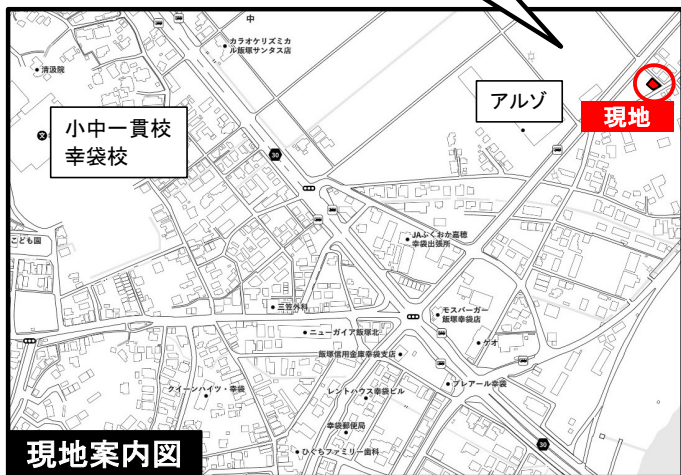 中
カラオケリズミカ
ル飯塚サンタス店
清涼院
アルゾ
現地
小中一貫校
幸袋校
30
こども園
JAふくおか嘉穂
幸袋出張所
三笠外科
モスバーガー
飯塚幸袋店
ニューガイア飯塚北
ケオ
飯塚信用金庫幸袋支店
クイーンハイツ・幸袋
レントハウス幸袋ビル
プレアール幸袋
幸袋郵便局
30
ひぐちファミリー歯科
現地案内図